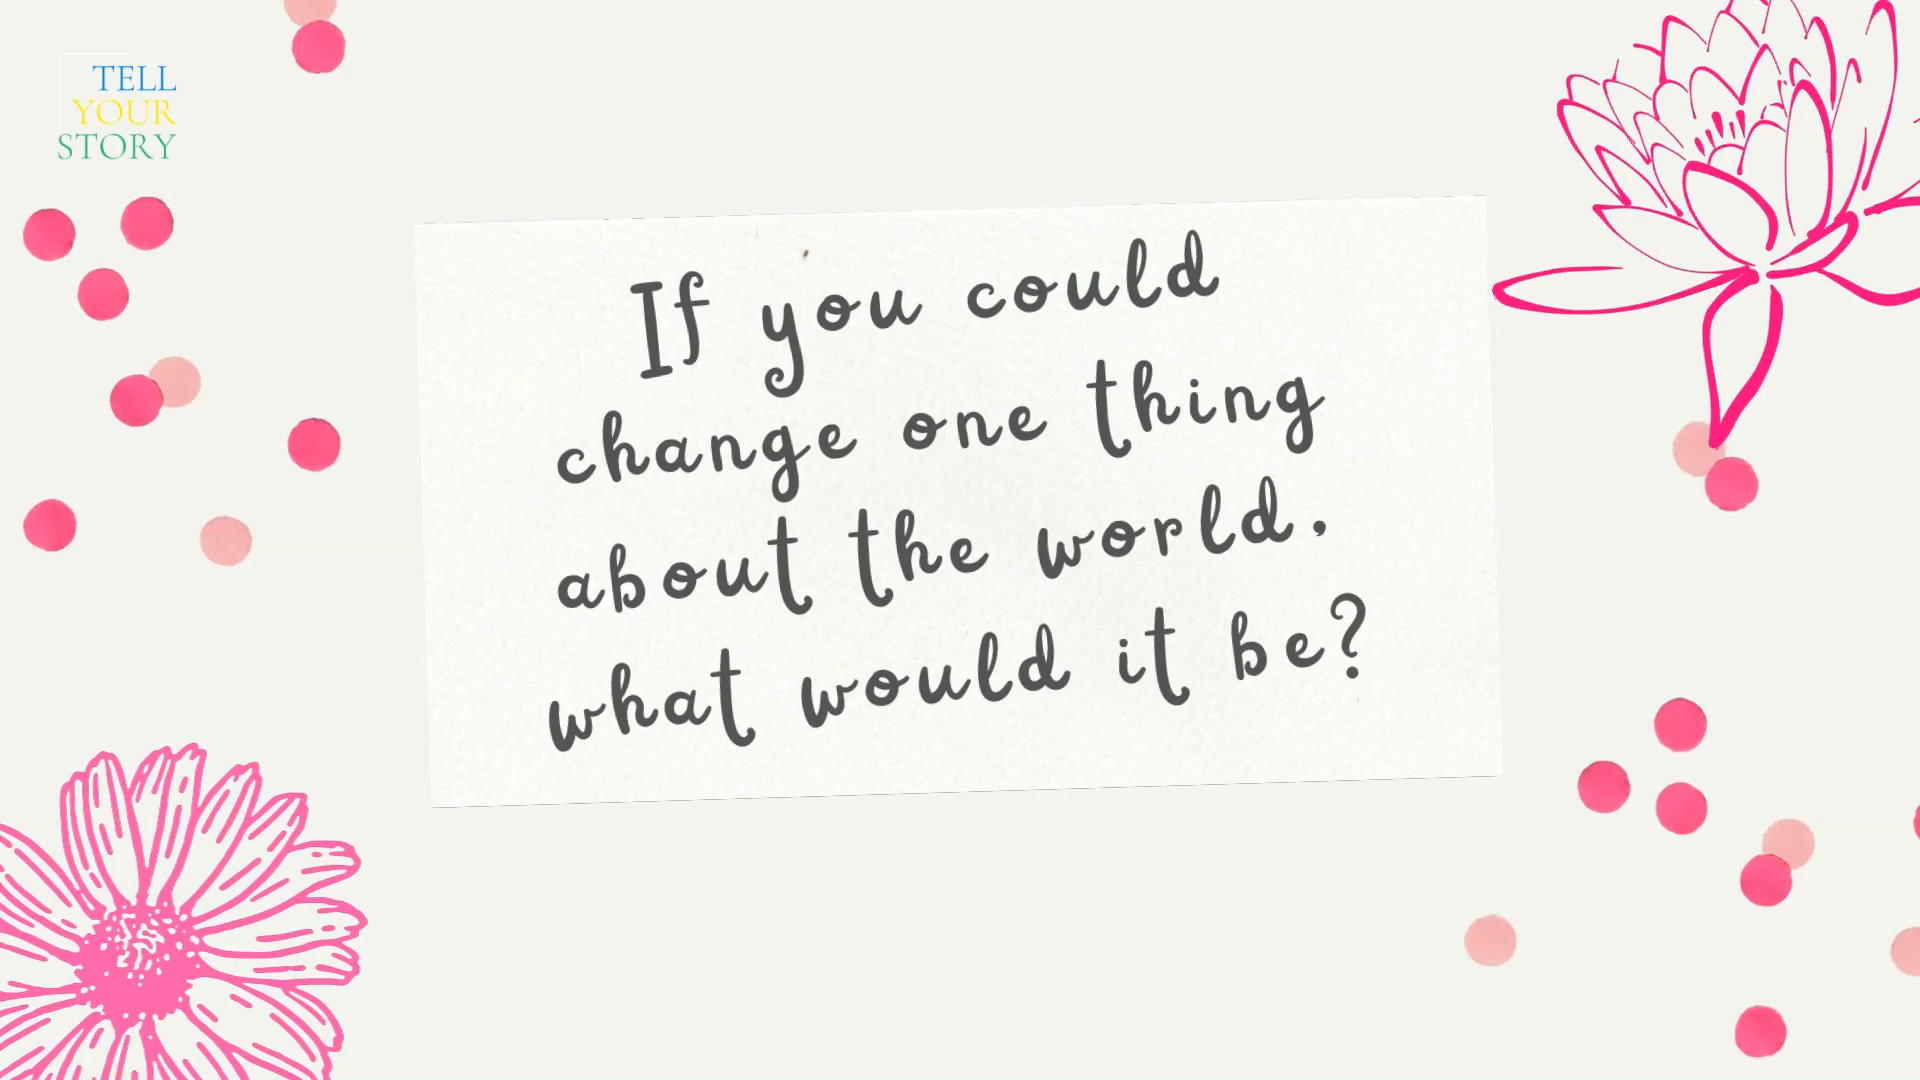 TELL
YOUR
STORY
If you could
change one thing
about the world,
what would it be?